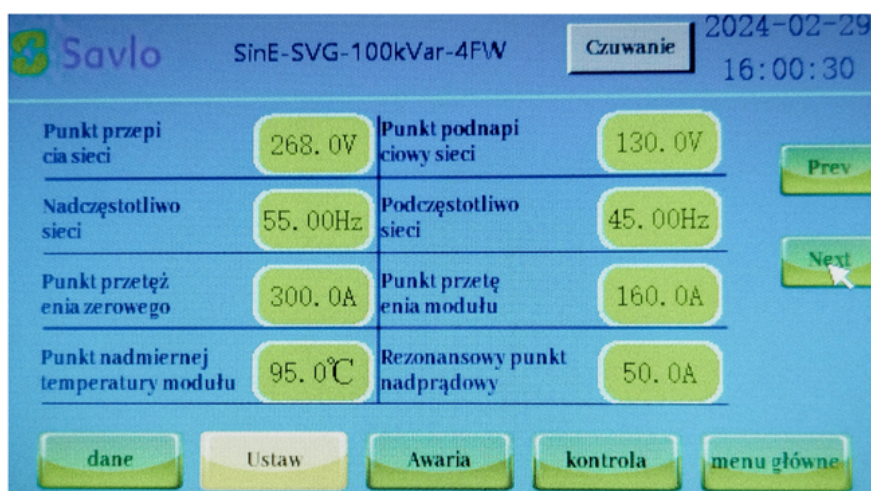 Savlo
SinE-SVG-100kVar-4FW
Czuwanie
2024-02-29
16:00:30
Punkt przepi
cia sieci
268.0V
Punkt podnapi
ciowy sieci
130.0V
Prev
Nadczęstotliwo
sieci
55.00Hz
Podczęstotliwo
sieci
45.00Hz
Next
Punkt przetęż
enia zerowego
300.0A
Punkt przetę
enia modułu
160.0A
Punkt nadmiernej
temperatury modułu
95.0℃
Rezonansowy punkt
nadprądowy
50.0A
dane
Ustaw
Awaria
kontrola
menu główne